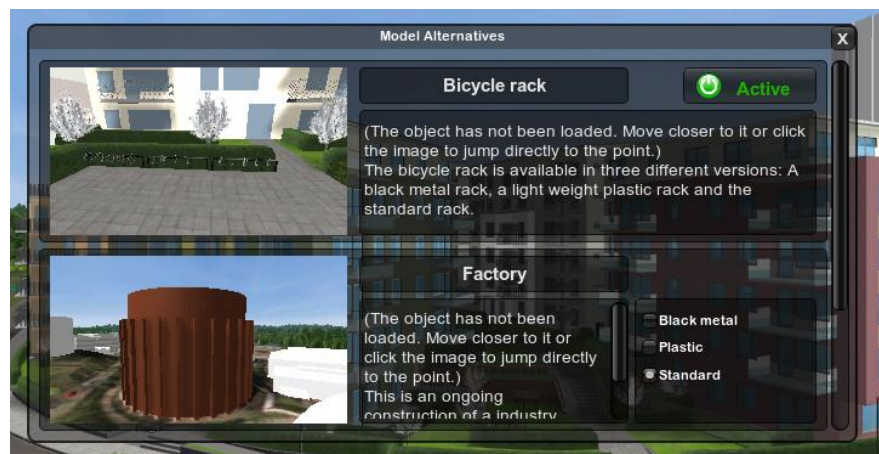 Model Alternatives
X
Bicycle rack
Active
(The object has not been loaded. Move closer to it or click
the image to jump directly to the point.)
The bicycle rack is available in three different versions: A
black metal rack, a light weight plastic rack and the
standard rack.
Factory
(The object has not been
loaded. Move closer to it or
click the image to jump directly
to the point.)
This is an ongoing
construction of a industry
Black metal
Plastic
Standard